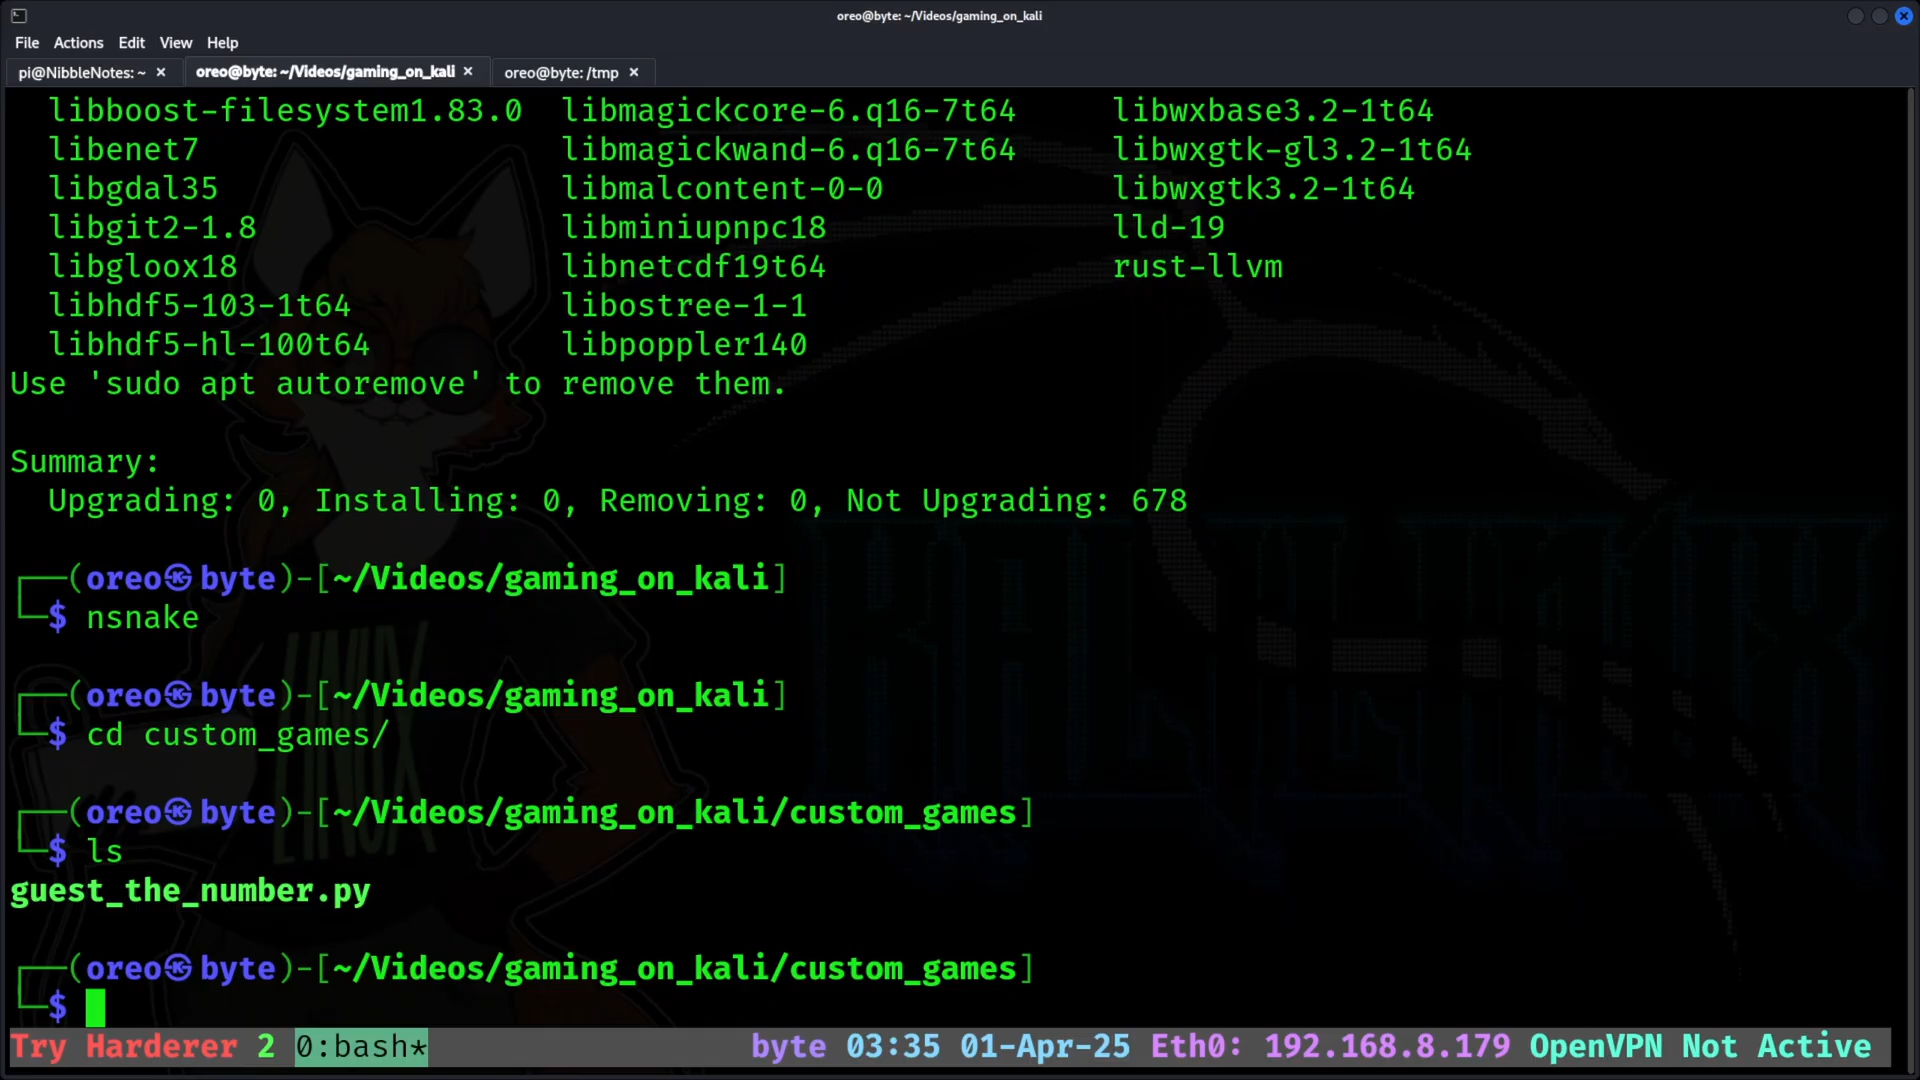 oreo@byte: ~/Videos/gaming_on_kali
File Actions Edit View Help
pi@NibbleNotes: ~ × oreo@byte: ~/Videos/gaming_on_kali × oreo@byte: /tmp ×
libboost-filesystem1.83.0 libmagickcore-6.q16-7t64 libwxbase3.2-1t64
libenet7 libmagickwand-6.q16-7t64 libwxgtk-gl3.2-1t64
libgdal35 libmalcontent-0-0 libwxgtk3.2-1t64
libgit2-1.8 libminiupnpc18 lld-19
libgloox18 libnetcdf19t64 rust-llvm
libhdf5-103-1t64 libostree-1-1
libhdf5-hl-100t64 libpoppler140
Use 'sudo apt autoremove' to remove them.
Summary:
Upgrading: 0, Installing: 0, Removing: 0, Not Upgrading: 678
┌──(oreo㉿byte)-[~/Videos/gaming_on_kali]
└─$ nsnake
┌──(oreo㉿byte)-[~/Videos/gaming_on_kali]
└─$ cd custom_games/
┌──(oreo㉿byte)-[~/Videos/gaming_on_kali/custom_games]
└─$ ls
guest_the_number.py
┌──(oreo㉿byte)-[~/Videos/gaming_on_kali/custom_games]
└─$
Try Harderer 2 0:bash* byte 03:35 01-Apr-25 Eth0: 192.168.8.179 OpenVPN Not Active
LINUX
KALI LINUX